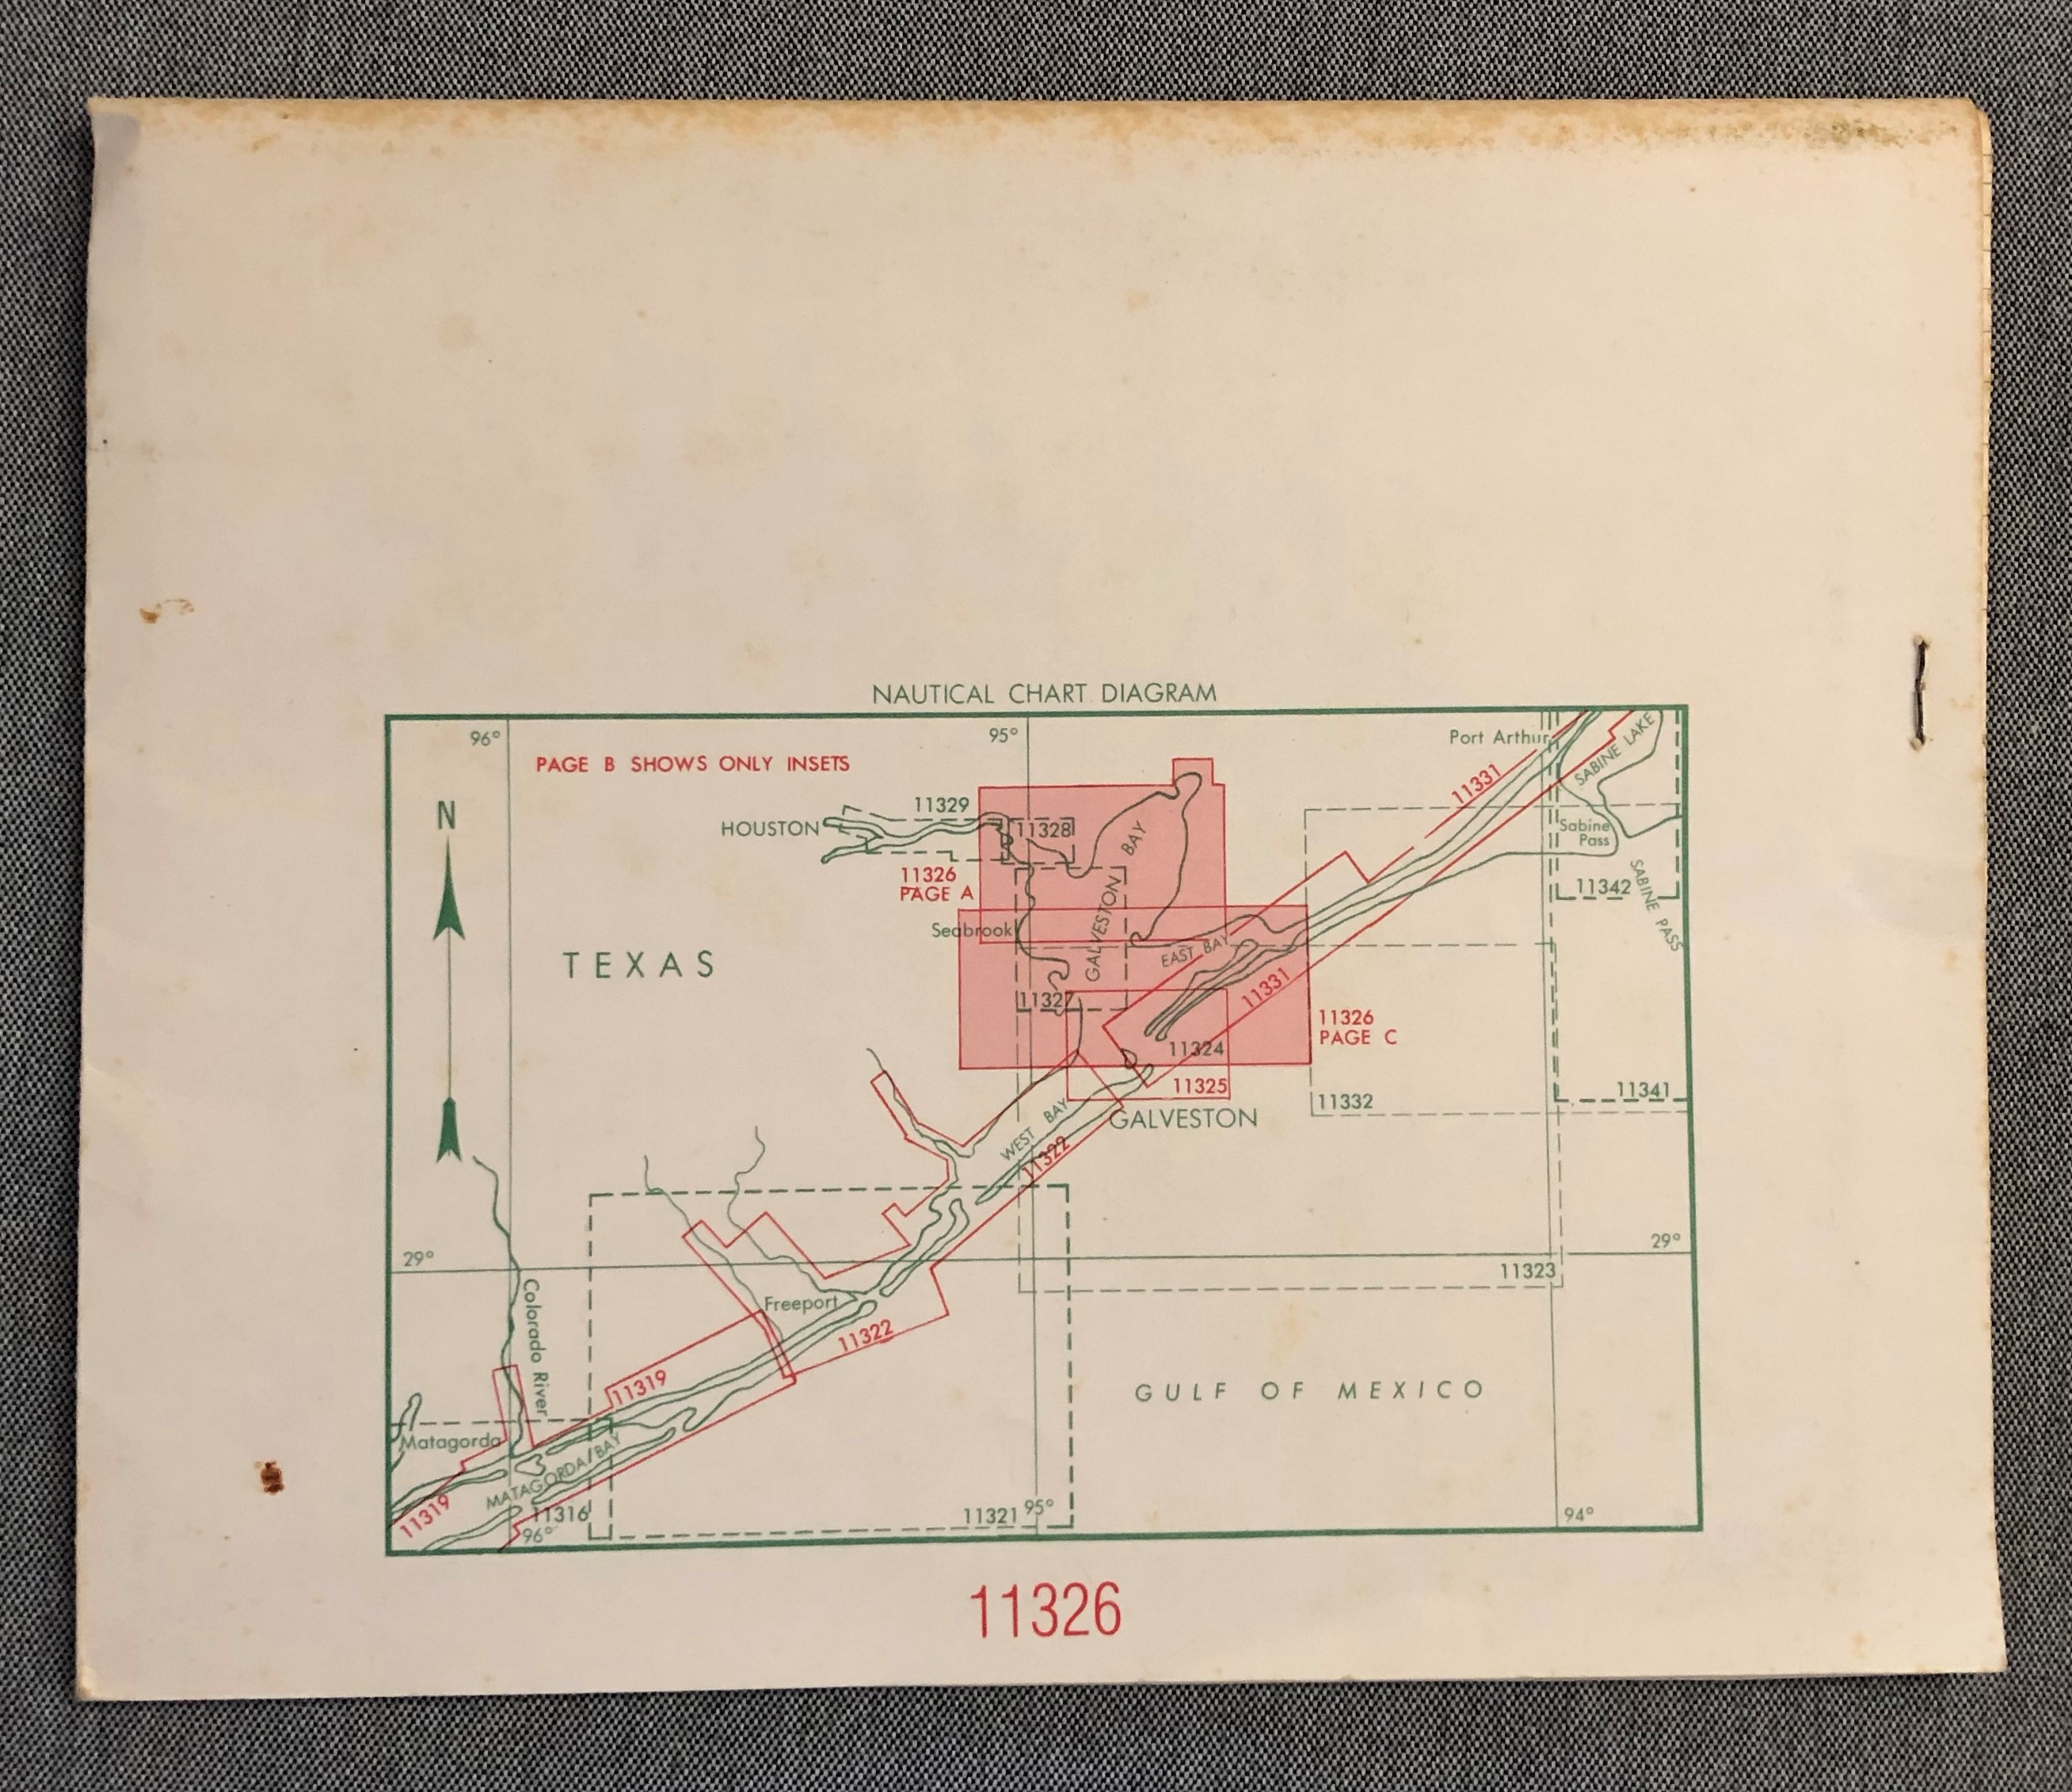 NAUTICAL CHART DIAGRAM
96°
95°
Port Arthur
SABINE LAKE
PAGE B SHOWS ONLY INSETS
11331
N
11329
HOUSTON
11328
BAY
Sabine
Pass
11326
PAGE A
11342
SABINE PASS
GALVESTON
Seabrook
EAST BAY
TEXAS
11331
11327
11326
PAGE C
11324
11325
11341
11332
GALVESTON
WEST BAY
11322
29°
29°
11323
Colorado River
Freeport
11322
11319
GULF OF MEXICO
Matagorda
MATAGORDA BAY
11319
11316
96°
11321
95°
94°
11326